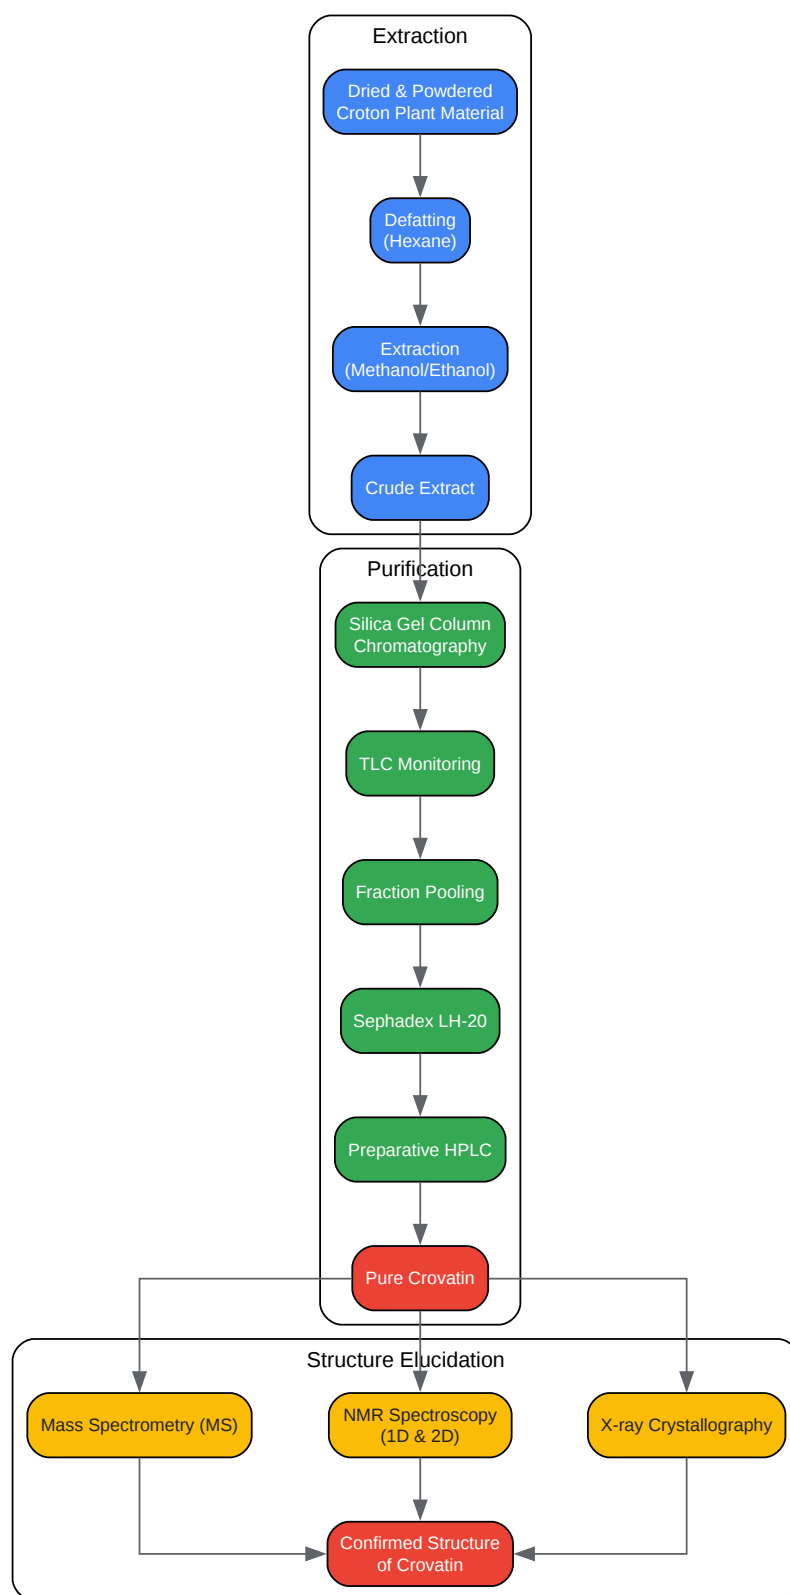 Extraction
Dried & Powdered
Croton Plant Material
Defatting
(Hexane)
Extraction
(Methanol/Ethanol)
Crude Extract
Purification
Silica Gel Column
Chromatography
TLC Monitoring
Fraction Pooling
Sephadex LH-20
Preparative HPLC
Pure Crovatin
Structure Elucidation
Mass Spectrometry (MS)
NMR Spectroscopy
(1D & 2D)
X-ray Crystallography
Confirmed Structure
of Crovatin